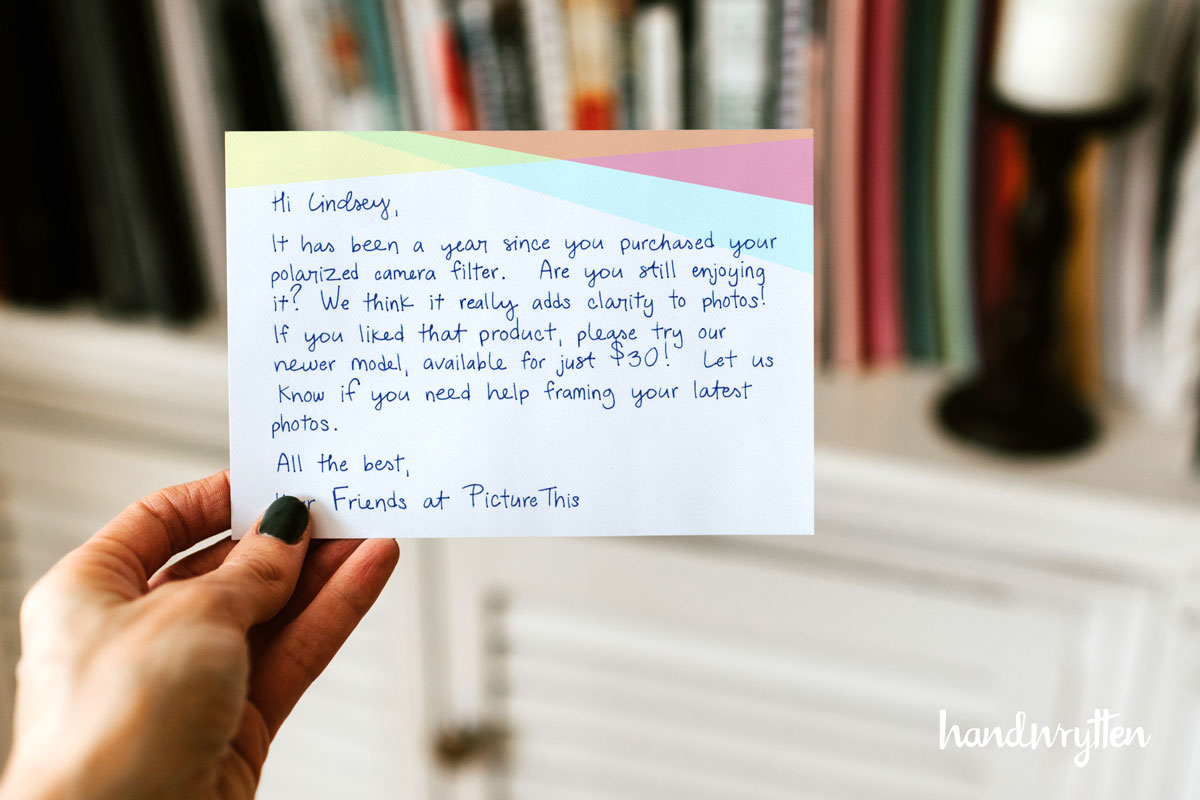 Hi Lindsey,
It has been a year since you purchased your
polarized camera filter. Are you still enjoying
it? We think it really adds clarity to photos!
If you liked that product, please try our
newer model, available for just $30! Let us
know if you need help framing your latest
photos.
All the best,
Friends at PictureThis
handwrytten